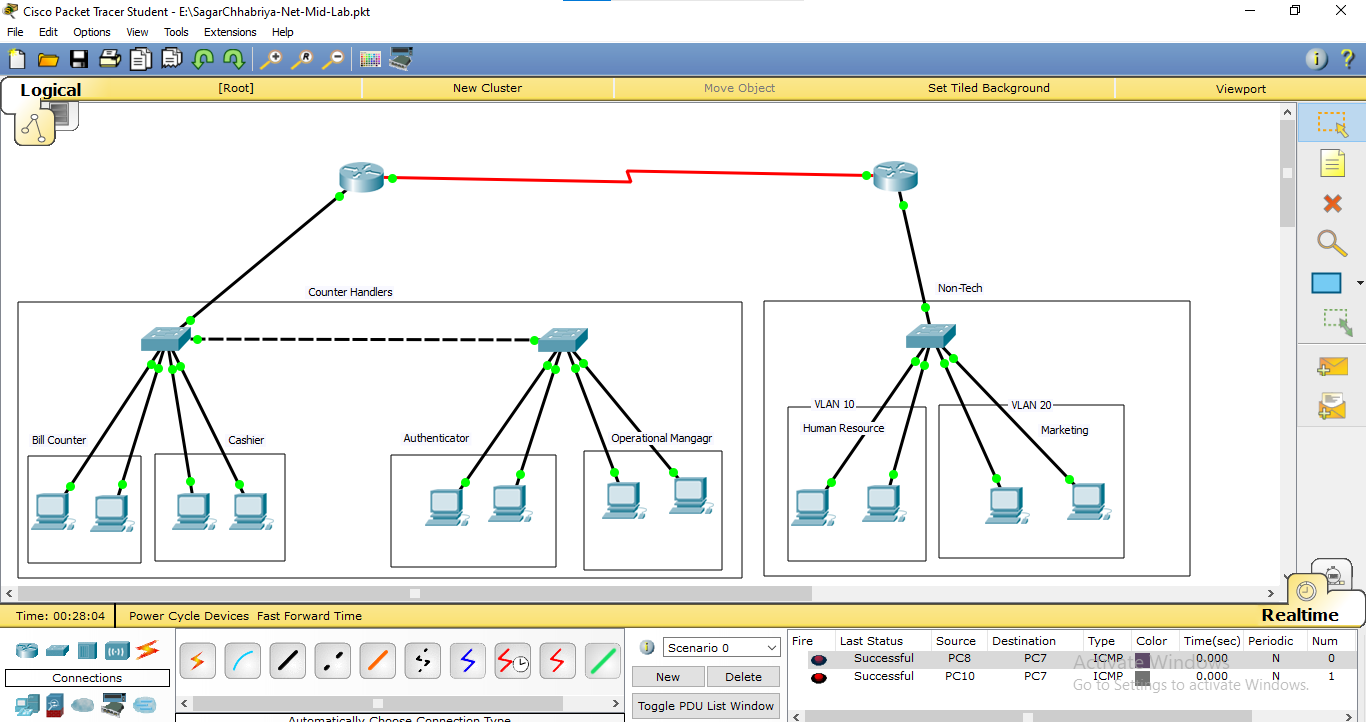 Cisco Packet Tracer Student - E:\SagarChhabriya-Net-Mid-Lab.pkt
File Edit Options View Tools Extensions Help
Logical [Root] New Cluster Move Object Set Tiled Background Viewport
Counter Handlers
Non-Tech
VLAN 10
VLAN 20
Human Resource
Marketing
Bill Counter
Cashier
Authenticator
Operational Mangagr
Time: 00:28:04 Power Cycle Devices Fast Forward Time
Realtime
Connections
Automatically Choose Connection Type
Scenario 0
New Delete
Toggle PDU List Window
Fire Last Status Source Destination Type Color Time(sec) Periodic Num
Successful PC8 PC7 ICMP 0.000 N 0
Successful PC10 PC7 ICMP 0.000 N 1
Activate Windows
Go to Settings to activate Windows.